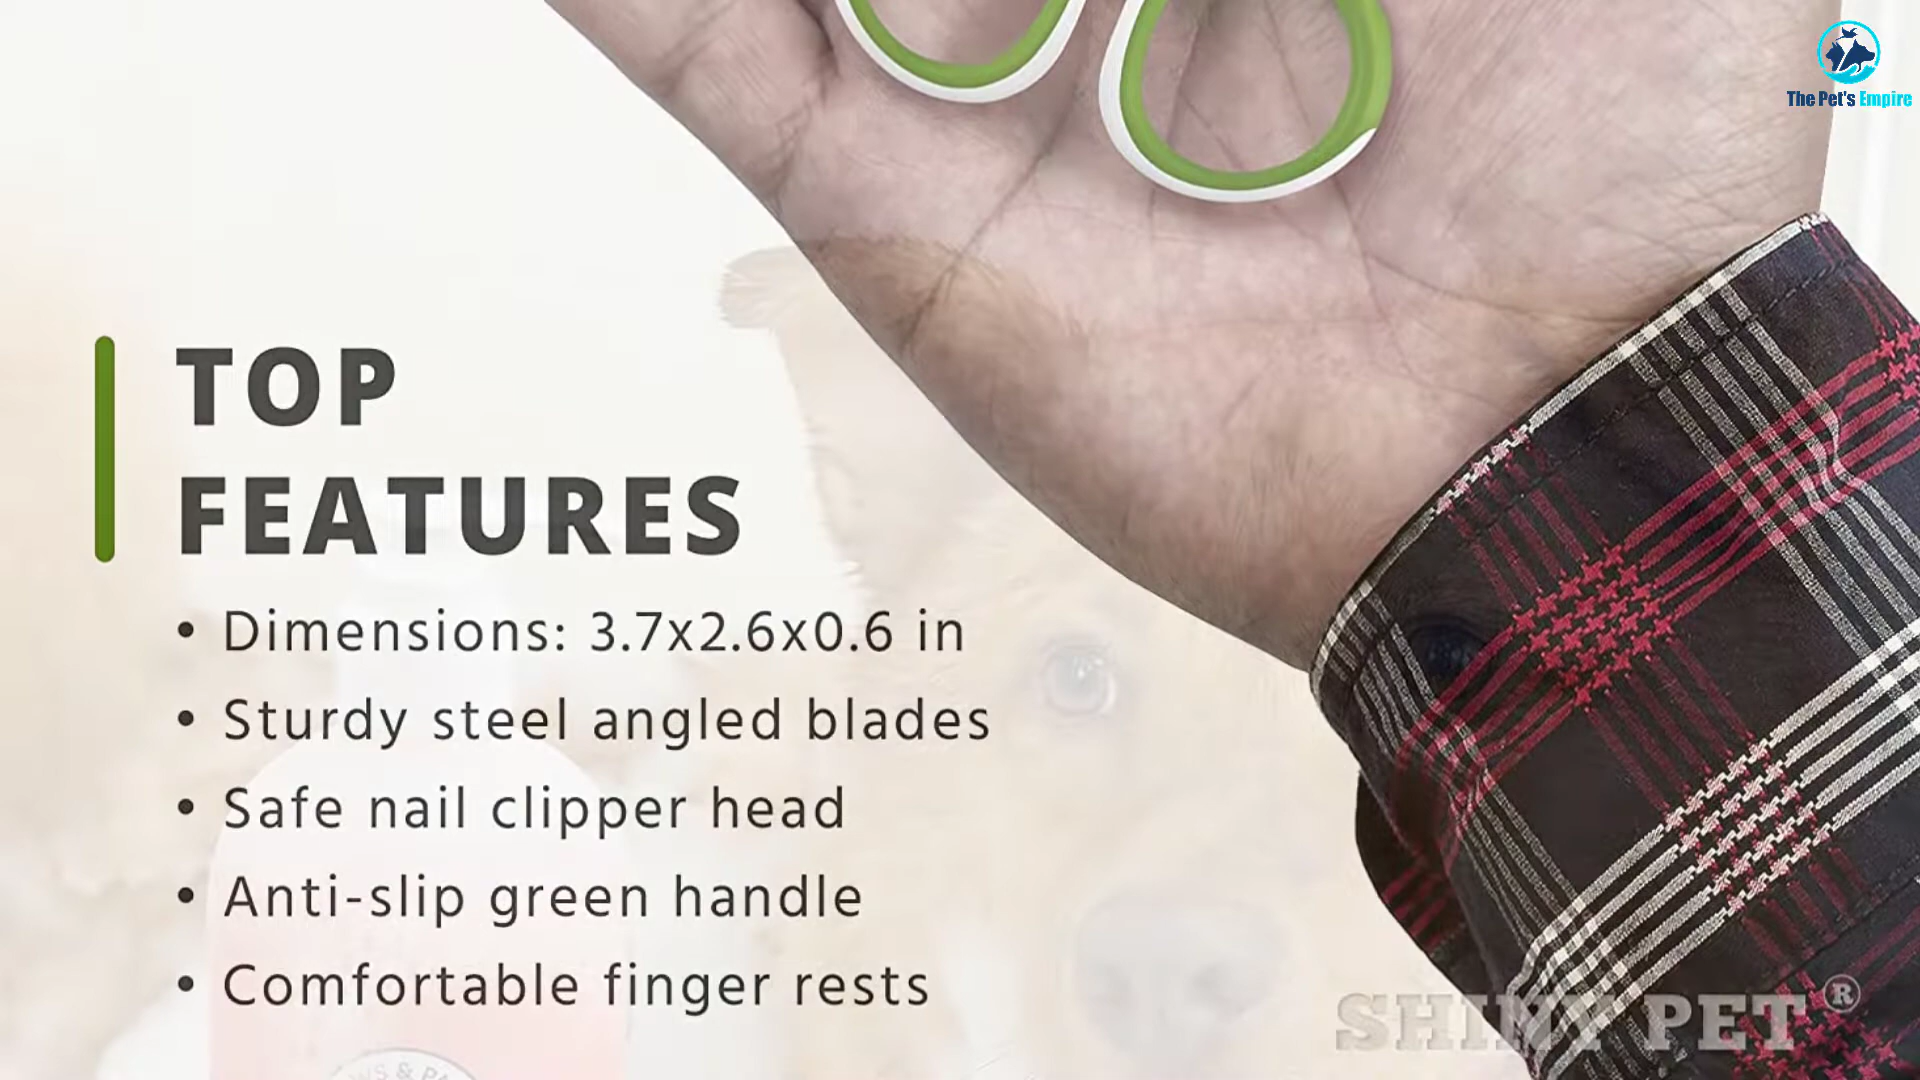 The Pet's Empire
TOP
FEATURES
• Dimensions: 3.7x2.6x0.6 in
• Sturdy steel angled blades
• Safe nail clipper head
• Anti-slip green handle
• Comfortable finger rests
SHINY PET®